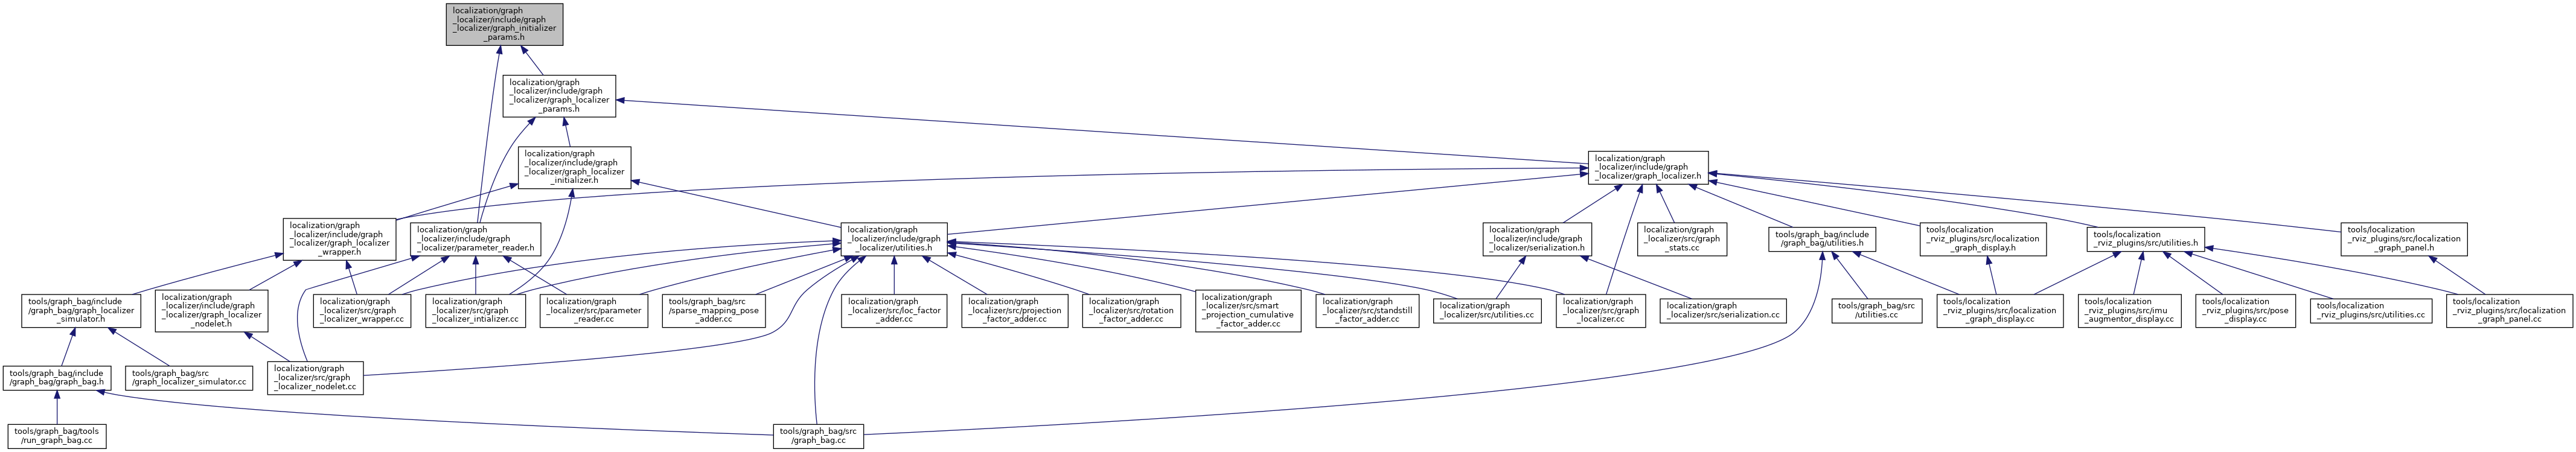 localization/graph
_localizer/include/graph
_localizer/graph_initializer
_params.h
localization/graph
_localizer/include/graph
_localizer/graph_localizer
_params.h
localization/graph
_localizer/include/graph
_localizer/graph_localizer
_initializer.h
localization/graph
_localizer/include/graph
_localizer/graph_localizer.h
localization/graph
_localizer/include/graph
_localizer/graph_localizer
_wrapper.h
localization/graph
_localizer/include/graph
_localizer/parameter_reader.h
localization/graph
_localizer/include/graph
_localizer/utilities.h
localization/graph
_localizer/include/graph
_localizer/serialization.h
localization/graph
_localizer/src/graph
_stats.cc
tools/graph_bag/include
/graph_bag/utilities.h
tools/localization
_rviz_plugins/src/localization
_graph_display.h
tools/localization
_rviz_plugins/src/utilities.h
tools/localization
_rviz_plugins/src/localization
_graph_panel.h
tools/graph_bag/include
/graph_bag/graph_localizer
_simulator.h
localization/graph
_localizer/include/graph
_localizer/graph_localizer
_nodelet.h
localization/graph
_localizer/src/graph
_localizer_wrapper.cc
localization/graph
_localizer/src/graph
_localizer_intializer.cc
localization/graph
_localizer/src/parameter
_reader.cc
tools/graph_bag/src
/sparse_mapping_pose
_adder.cc
localization/graph
_localizer/src/loc_factor
_adder.cc
localization/graph
_localizer/src/projection
_factor_adder.cc
localization/graph
_localizer/src/rotation
_factor_adder.cc
localization/graph
_localizer/src/smart
_projection_cumulative
_factor_adder.cc
localization/graph
_localizer/src/standstill
_factor_adder.cc
localization/graph
_localizer/src/utilities.cc
localization/graph
_localizer/src/graph
_localizer.cc
localization/graph
_localizer/src/serialization.cc
tools/graph_bag/src
/utilities.cc
tools/localization
_rviz_plugins/src/localization
_graph_display.cc
tools/localization
_rviz_plugins/src/imu
_augmentor_display.cc
tools/localization
_rviz_plugins/src/pose
_display.cc
tools/localization
_rviz_plugins/src/utilities.cc
tools/localization
_rviz_plugins/src/localization
_graph_panel.cc
tools/graph_bag/include
/graph_bag/graph_bag.h
tools/graph_bag/src
/graph_localizer_simulator.cc
localization/graph
_localizer/src/graph
_localizer_nodelet.cc
tools/graph_bag/tools
/run_graph_bag.cc
tools/graph_bag/src
/graph_bag.cc